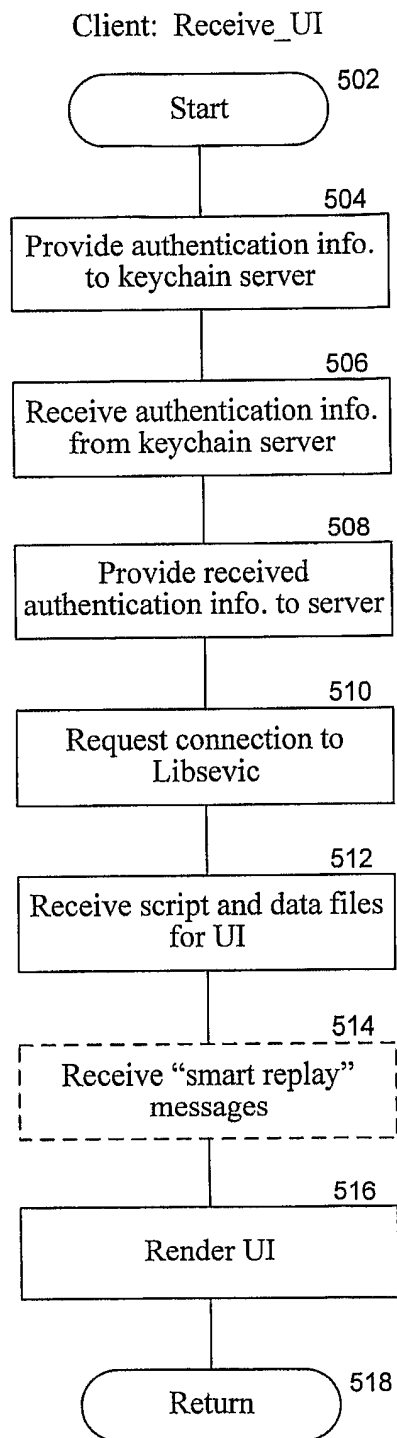 Client: Receive_UI
502
Start
504
Provide authentication info.
to keychain server
506
Receive authentication info.
from keychain server
508
Provide received
authentication info. to server
510
Request connection to
Libsevic
512
Receive script and data files
for UI
514
Receive “smart replay”
messages
516
Render UI
518
Return